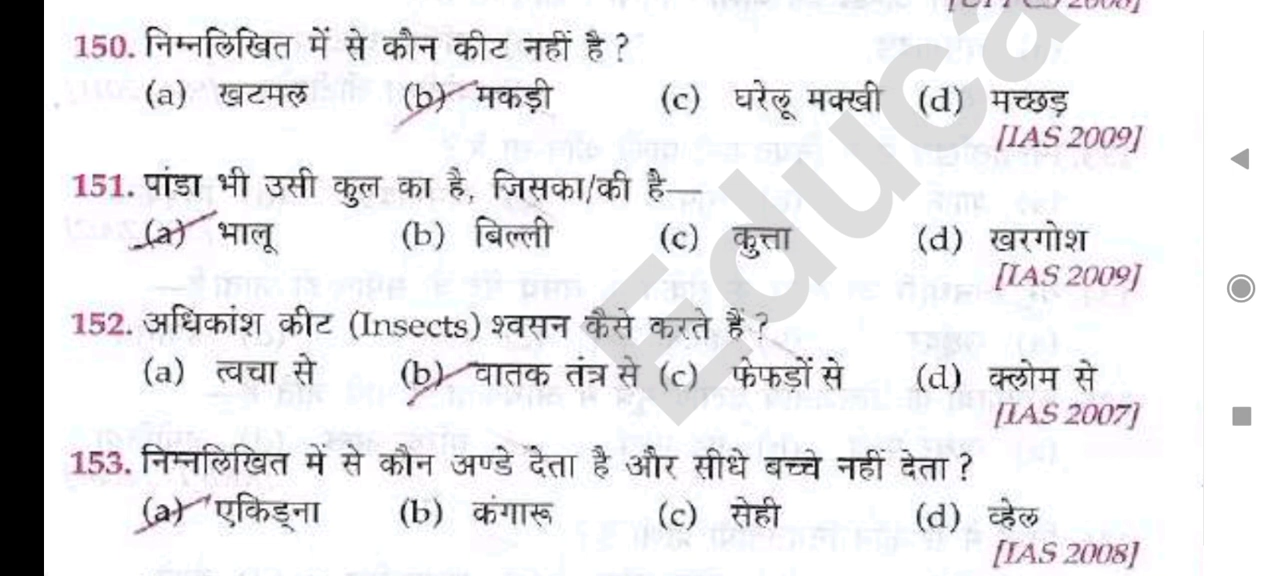 150. निम्नलिखित में से कौन कीट नहीं है ?
(a) खटमल (b) मकड़ी (c) घरेलू मक्खी (d) मच्छड़
[IAS 2009]
151. पांडा भी उसी कुल का है, जिसका/की है—
(a) भालू (b) बिल्ली (c) कुत्ता (d) खरगोश
[IAS 2009]
152. अधिकांश कीट (Insects) श्वसन कैसे करते हैं ?
(a) त्वचा से (b) वातक तंत्र से (c) फेफड़ों से (d) क्लोम से
[IAS 2007]
153. निम्नलिखित में से कौन अण्डे देता है और सीधे बच्चे नहीं देता ?
(a) एकिड्ना (b) कंगारू (c) सेही (d) व्हेल
[IAS 2008]
Educa